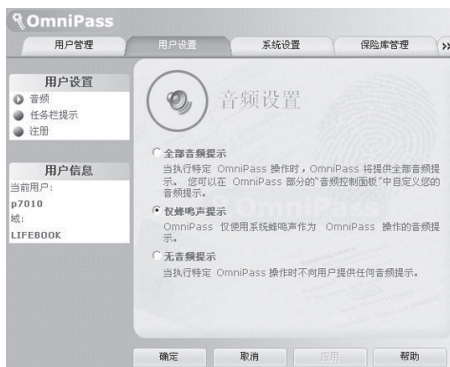 OmniPass
用户管理 用户设置 系统设置 保险库管理 »
用户设置
音频
任务栏提示
注册
用户信息
当前用户:
p7010
域:
LIFEBOOK
音频设置
全部音频提示
当执行特定 OmniPass 操作时，OmniPass 将提供全部音频提
示。 您可以在 OmniPass 部分的"音频控制面板"中自定义您的
音频提示。
仅蜂鸣声提示
OmniPass 仅使用系统蜂鸣声作为 OmniPass 操作的音频提
示。
无音频提示
当执行特定 OmniPass 操作时不向用户提供任何音频提示。
确定 取消 应用 帮助